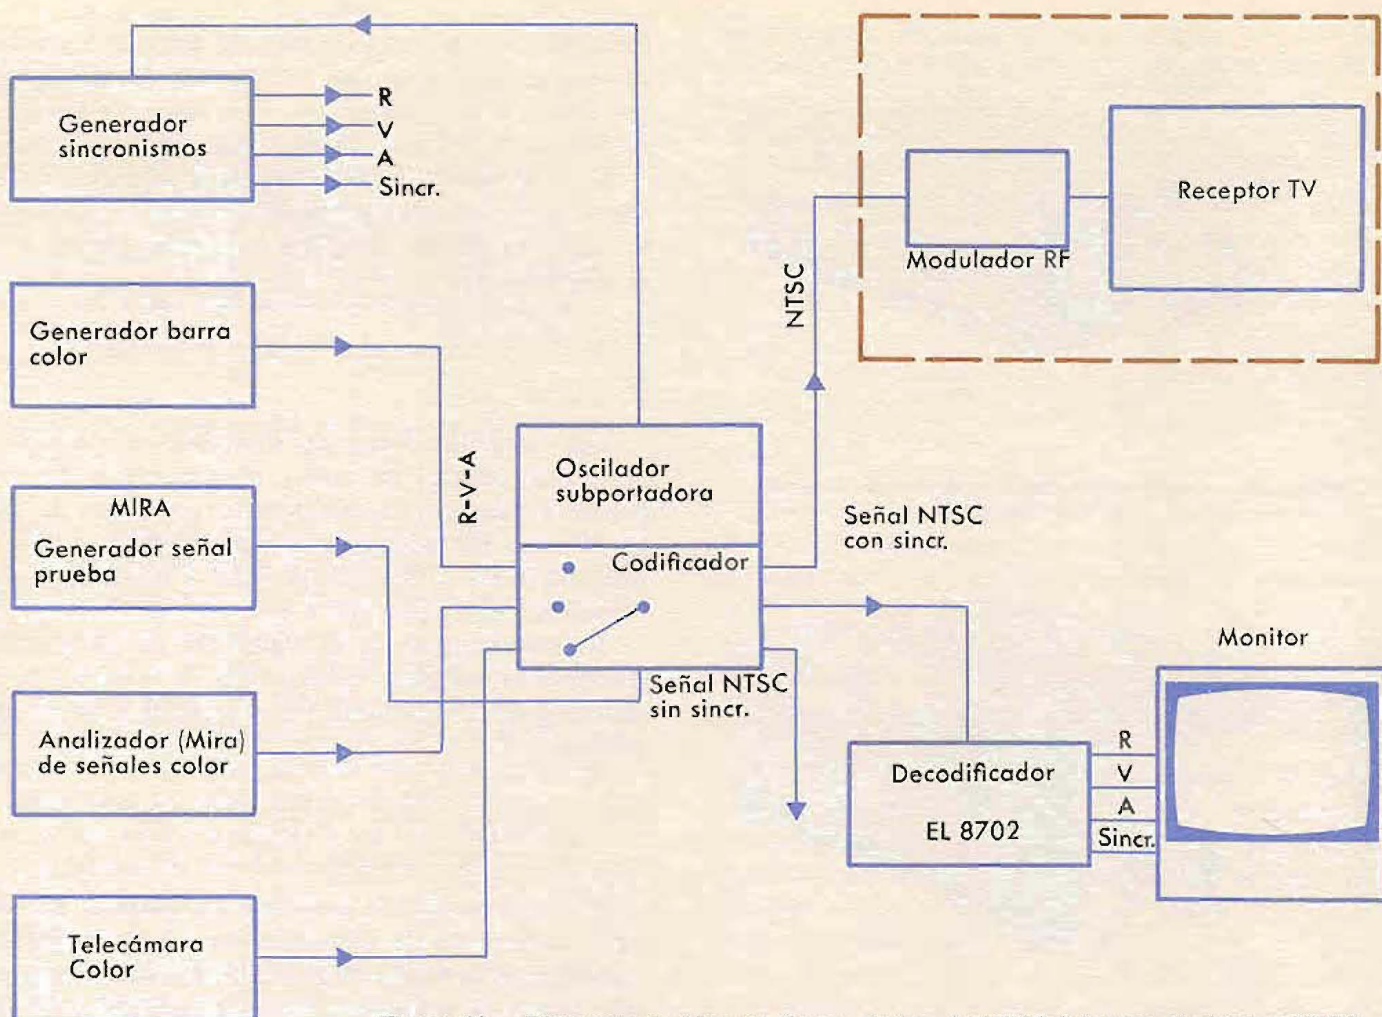 Generador
sincronismos
R
V
A
Sincr.
Generador barra
color
MIRA
Generador señal
prueba
Analizador (Mira)
de señales color
Telecámara
Color
R-V-A
Oscilador
subportadora
Codificador
Señal NTSC
sin sincr.
NTSC
Señal NTSC
con sincr.
Modulador RF
Receptor TV
Decodificador
EL 8702
R
V
A
Sincr.
Monitor